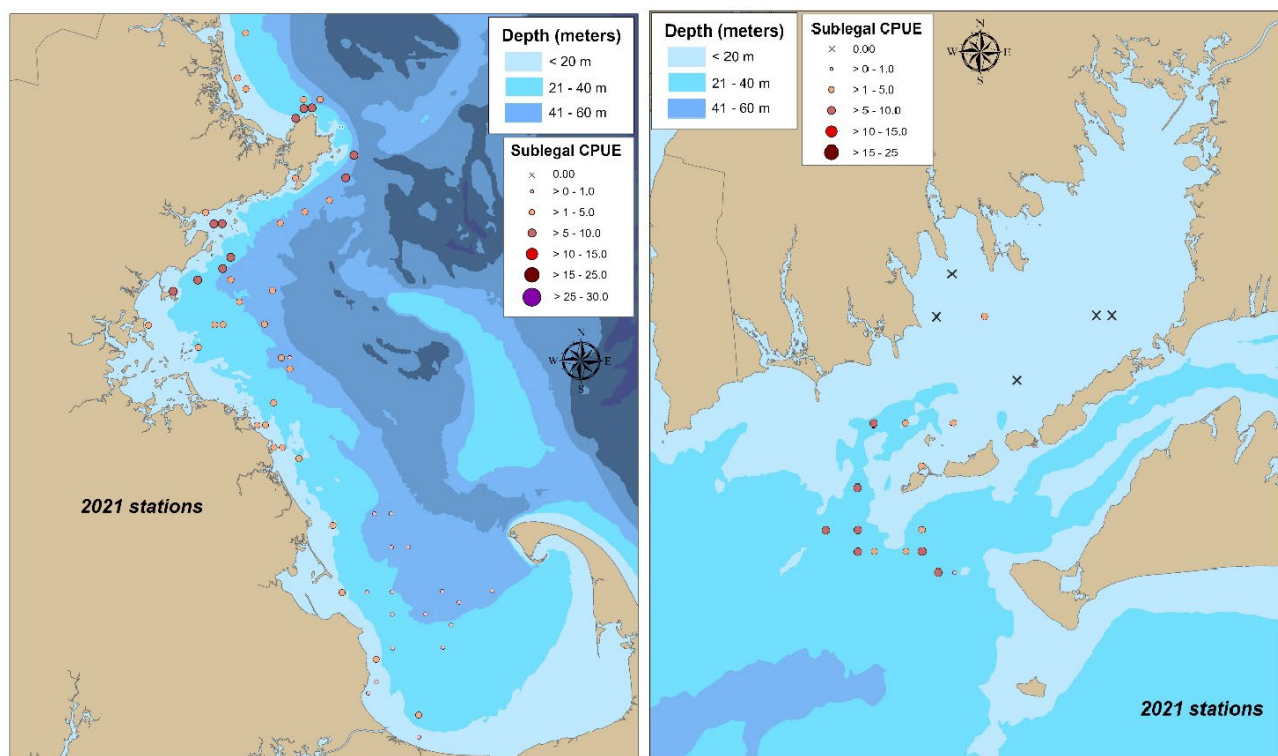 Depth (meters)
< 20 m
21 - 40 m
41 - 60 m
Sublegal CPUE
0.00
> 0 - 1.0
> 1 - 5.0
> 5 - 10.0
> 10 - 15.0
> 15 - 25.0
> 25 - 30.0
N
W E
S
2021 stations
Depth (meters)
< 20 m
21 - 40 m
41 - 60 m
Sublegal CPUE
0.00
> 0 - 1.0
> 1 - 5.0
> 5 - 10.0
> 10 - 15.0
> 15 - 25
N
W E
S
2021 stations